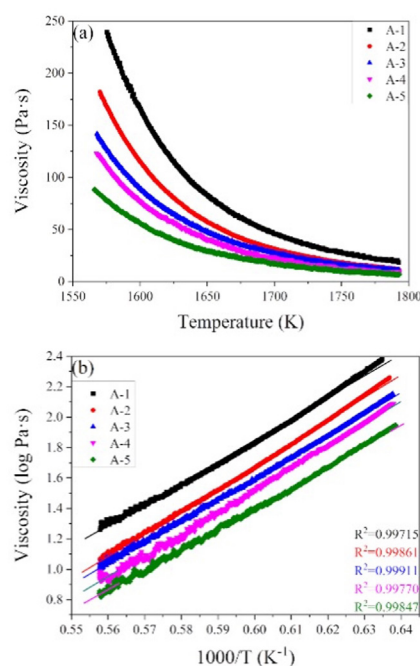 (a)
A-1
A-2
A-3
A-4
A-5
250
200
150
100
50
0
Viscosity (Pa·s)
1550 1600 1650 1700 1750 1800
Temperature (K)
(b)
A-1
A-2
A-3
A-4
A-5
2.4
2.2
2.0
1.8
1.6
1.4
1.2
1.0
0.8
Viscosity (log Pa·s)
R²=0.99715
R²=0.99861
R²=0.99911
R²=0.99770
R²=0.99847
0.55 0.56 0.57 0.58 0.59 0.60 0.61 0.62 0.63 0.64
1000/T (K⁻¹)